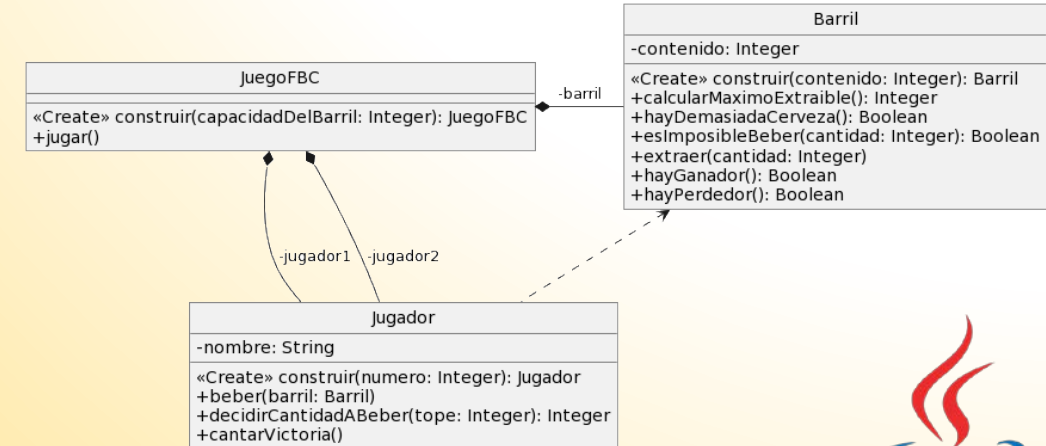 JuegoFBC
«Create» construir(capacidadDelBarril: Integer): JuegoFBC
+jugar()
-barril
Barril
-contenido: Integer
«Create» construir(contenido: Integer): Barril
+calcularMaximoExtraible(): Integer
+hayDemasiadaCerveza(): Boolean
+esImposibleBeber(cantidad: Integer): Boolean
+extraer(cantidad: Integer)
+hayGanador(): Boolean
+hayPerdedor(): Boolean
-jugador1
-jugador2
Jugador
-nombre: String
«Create» construir(numero: Integer): Jugador
+beber(barril: Barril)
+decidirCantidadABeber(tope: Integer): Integer
+cantarVictoria()